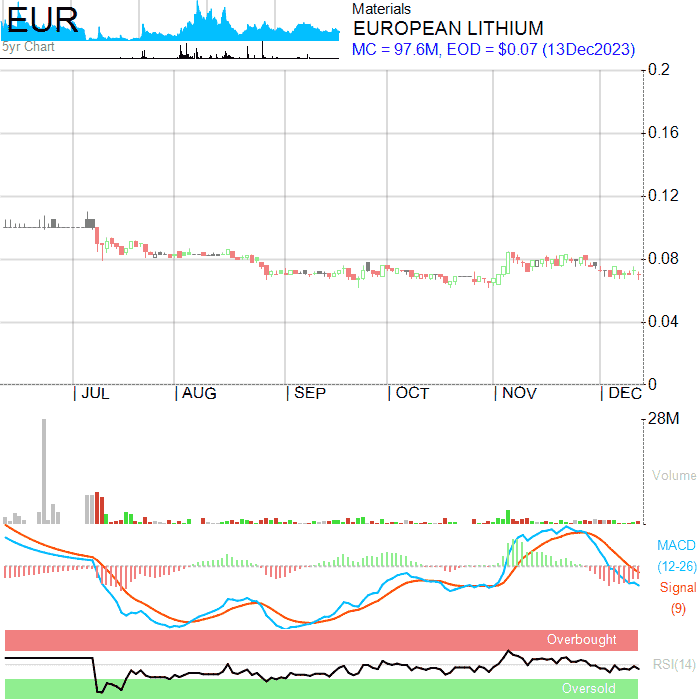 EUR
5yr Chart
Materials
EUROPEAN LITHIUM
MC = 97.6M, EOD = $0.07 (13Dec2023)
0.2
0.16
0.12
0.08
0.04
0
| JUL | AUG | SEP | OCT | NOV | DEC
28M
Volume
MACD
(12-26)
Signal
(9)
Overbought
RSI(14)
Oversold